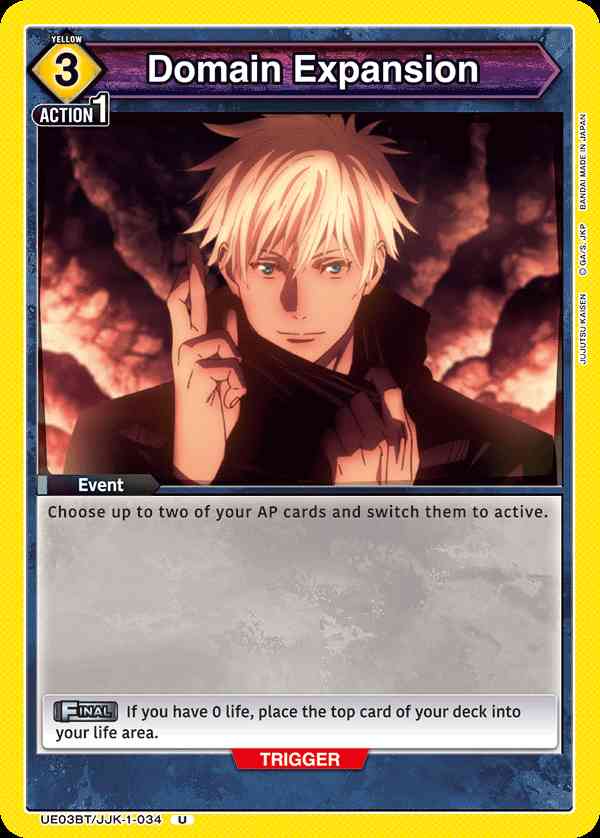 YELLOW
3
Domain Expansion
ACTION 1
BANDAI MADE IN JAPAN
© GA/S, JKP
JUJUTSU KAISEN
Event
Choose up to two of your AP cards and switch them to active.
FINAL If you have 0 life, place the top card of your deck into
your life area.
TRIGGER
UE03BT/JJK-1-034 U